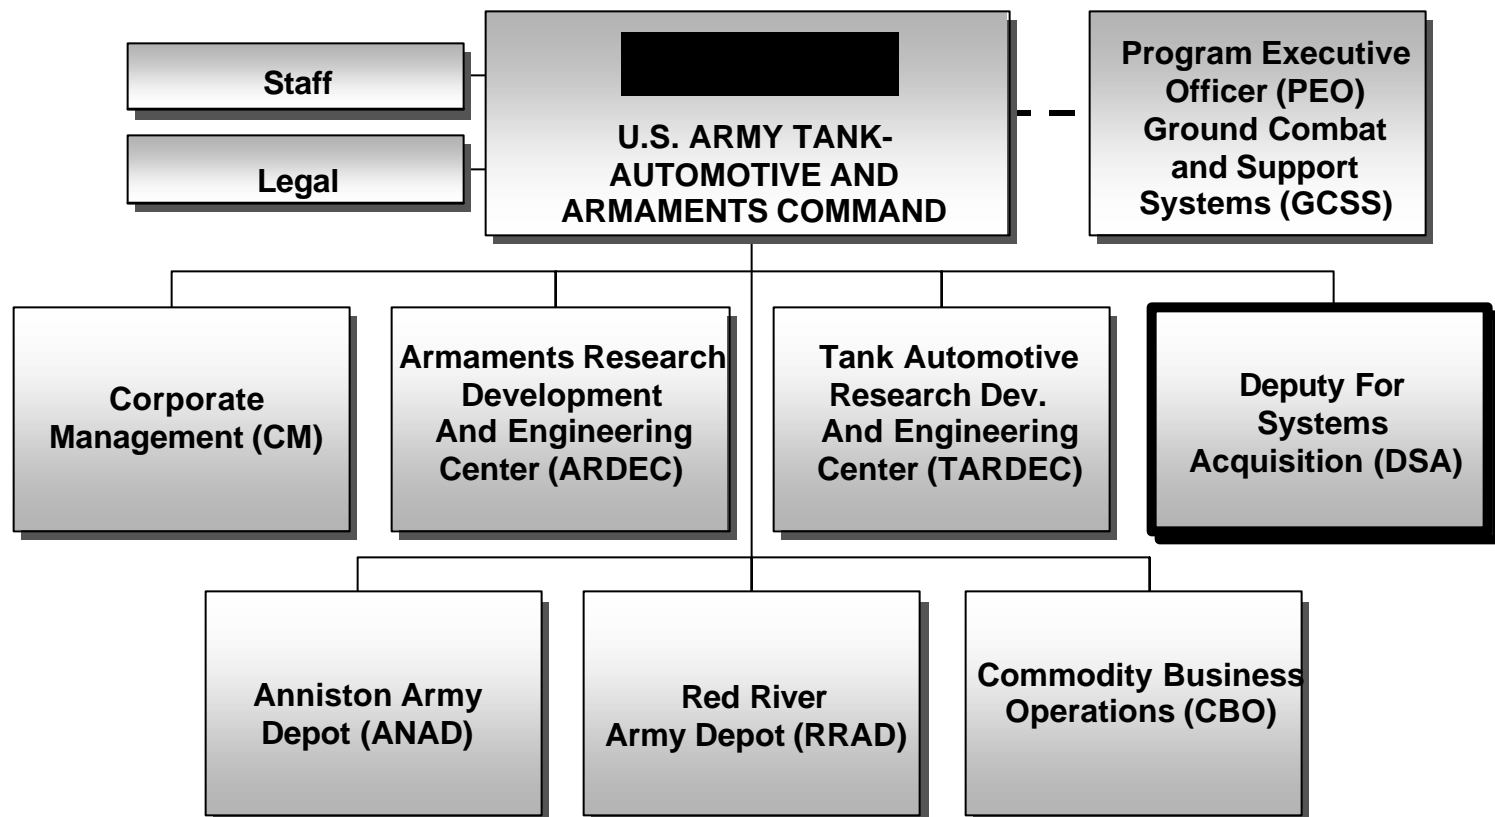 Staff
Legal
U.S. ARMY TANK-
AUTOMOTIVE AND
ARMAMENTS COMMAND
Program Executive
Officer (PEO)
Ground Combat
and Support
Systems (GCSS)
Corporate
Management (CM)
Armaments Research
Development
And Engineering
Center (ARDEC)
Tank Automotive
Research Dev.
And Engineering
Center (TARDEC)
Deputy For
Systems
Acquisition (DSA)
Anniston Army
Depot (ANAD)
Red River
Army Depot (RRAD)
Commodity Business
Operations (CBO)